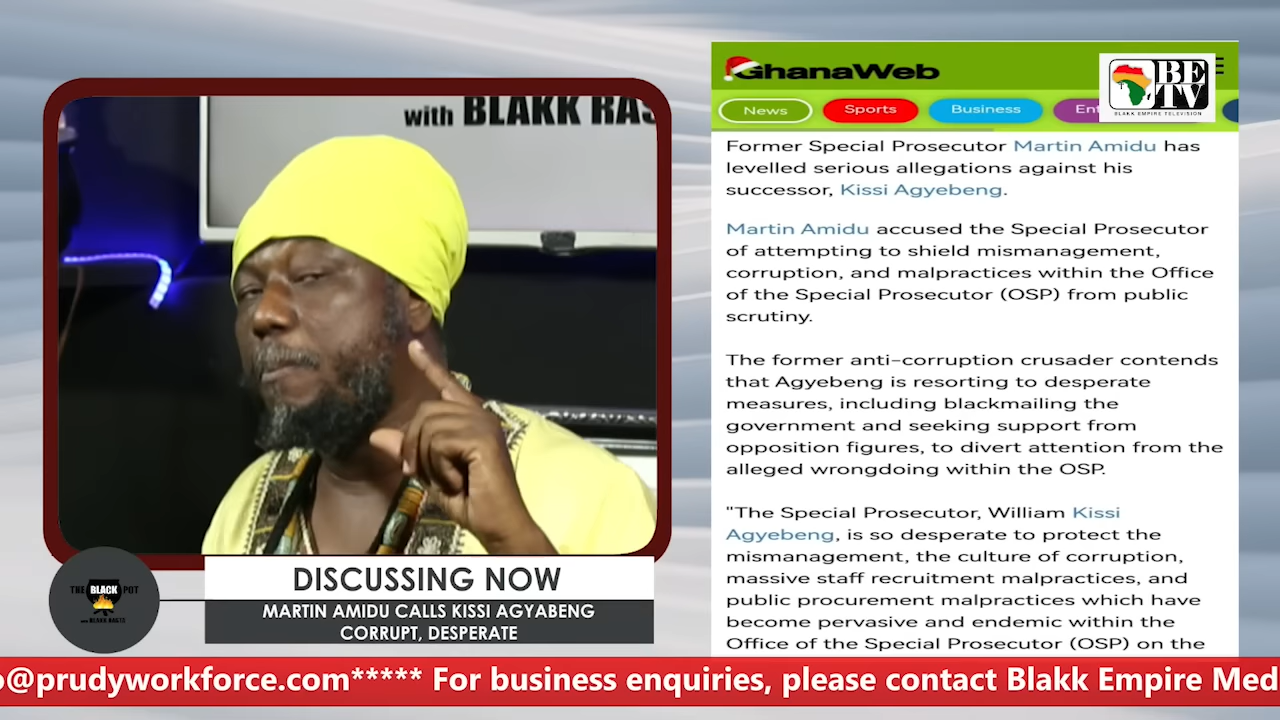 with BLAKK RAS
THE BLACK POT
with BLAKK RASTA
DISCUSSING NOW
MARTIN AMIDU CALLS KISSI AGYABENG
CORRUPT, DESPERATE
GhanaWeb
BE
TV
BLAKK EMPIRE TELEVISION
News
Sports
Business
Ent
Former Special Prosecutor Martin Amidu has
levelled serious allegations against his
successor, Kissi Agyebeng.
Martin Amidu accused the Special Prosecutor
of attempting to shield mismanagement,
corruption, and malpractices within the Office
of the Special Prosecutor (OSP) from public
scrutiny.
The former anti-corruption crusader contends
that Agyebeng is resorting to desperate
measures, including blackmailing the
government and seeking support from
opposition figures, to divert attention from the
alleged wrongdoing within the OSP.
"The Special Prosecutor, William Kissi
Agyebeng, is so desperate to protect the
mismanagement, the culture of corruption,
massive staff recruitment malpractices, and
public procurement malpractices which have
become pervasive and endemic within the
Office of the Special Prosecutor (OSP) on the
o@prudyworkforce.com***** For business enquiries, please contact Blakk Empire Med